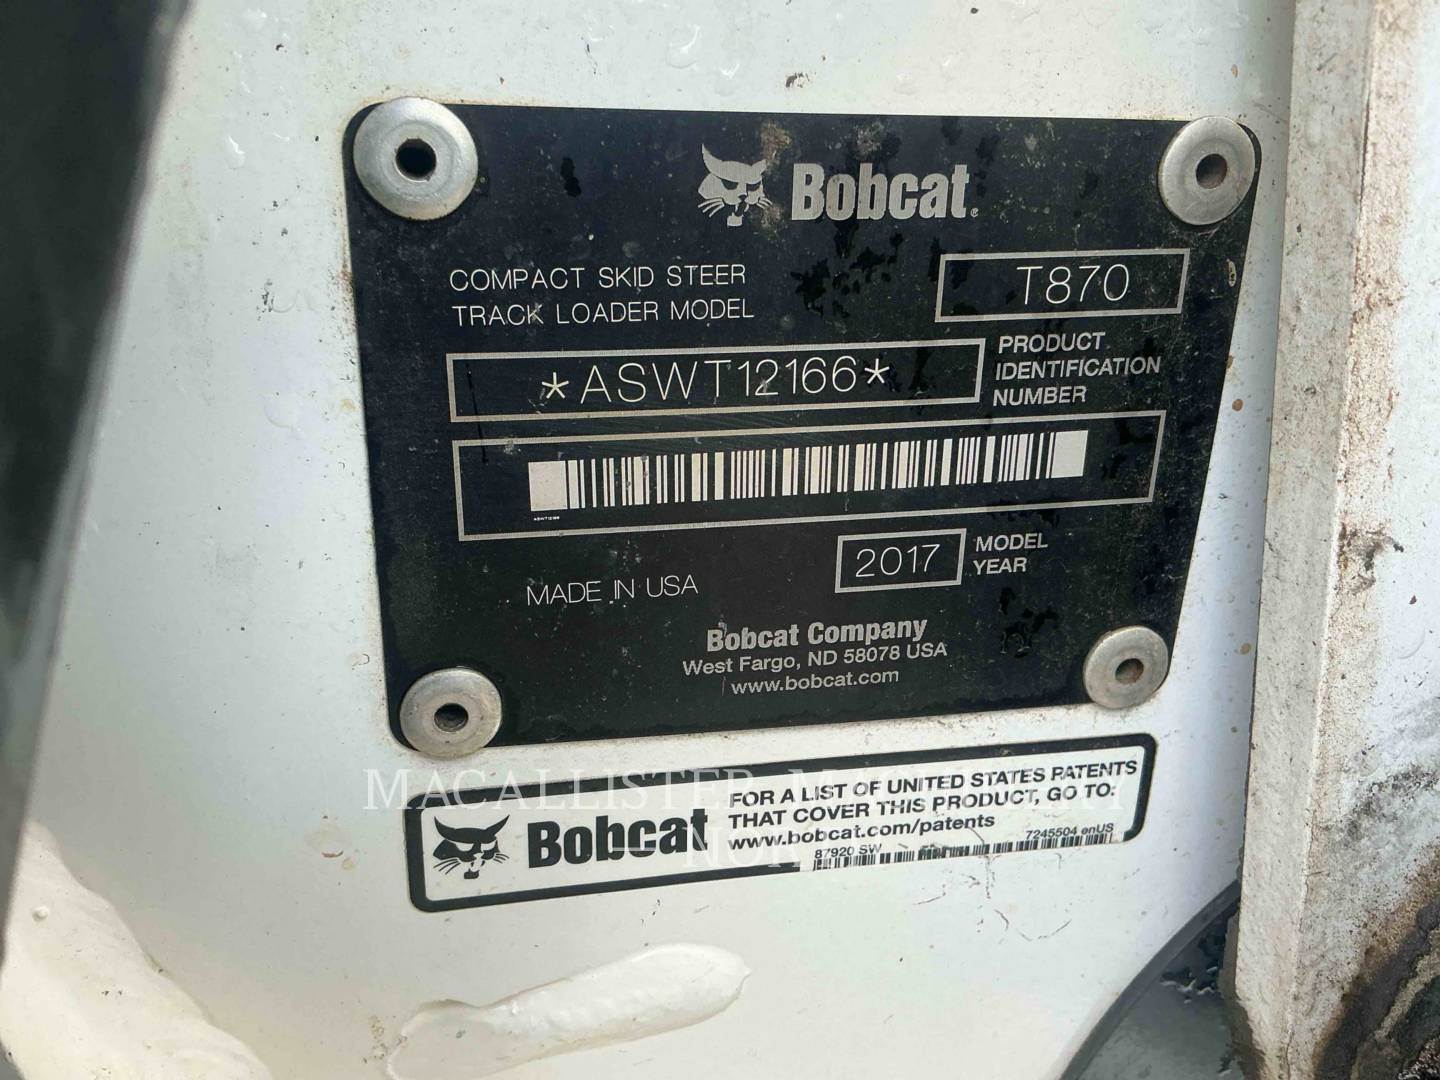 Bobcat®
COMPACT SKID STEER
TRACK LOADER MODEL
T870
*ASWT12166*
PRODUCT
IDENTIFICATION
NUMBER
ASWT12166
2017
MODEL
YEAR
MADE IN USA
Bobcat Company
West Fargo, ND 58078 USA
www.bobcat.com
MACALLISTER MACHINERY
Bobcat
FOR A LIST OF UNITED STATES PATENTS
THAT COVER THIS PRODUCT, GO TO:
www.bobcat.com/patents
87920 SW
7245504 enUS